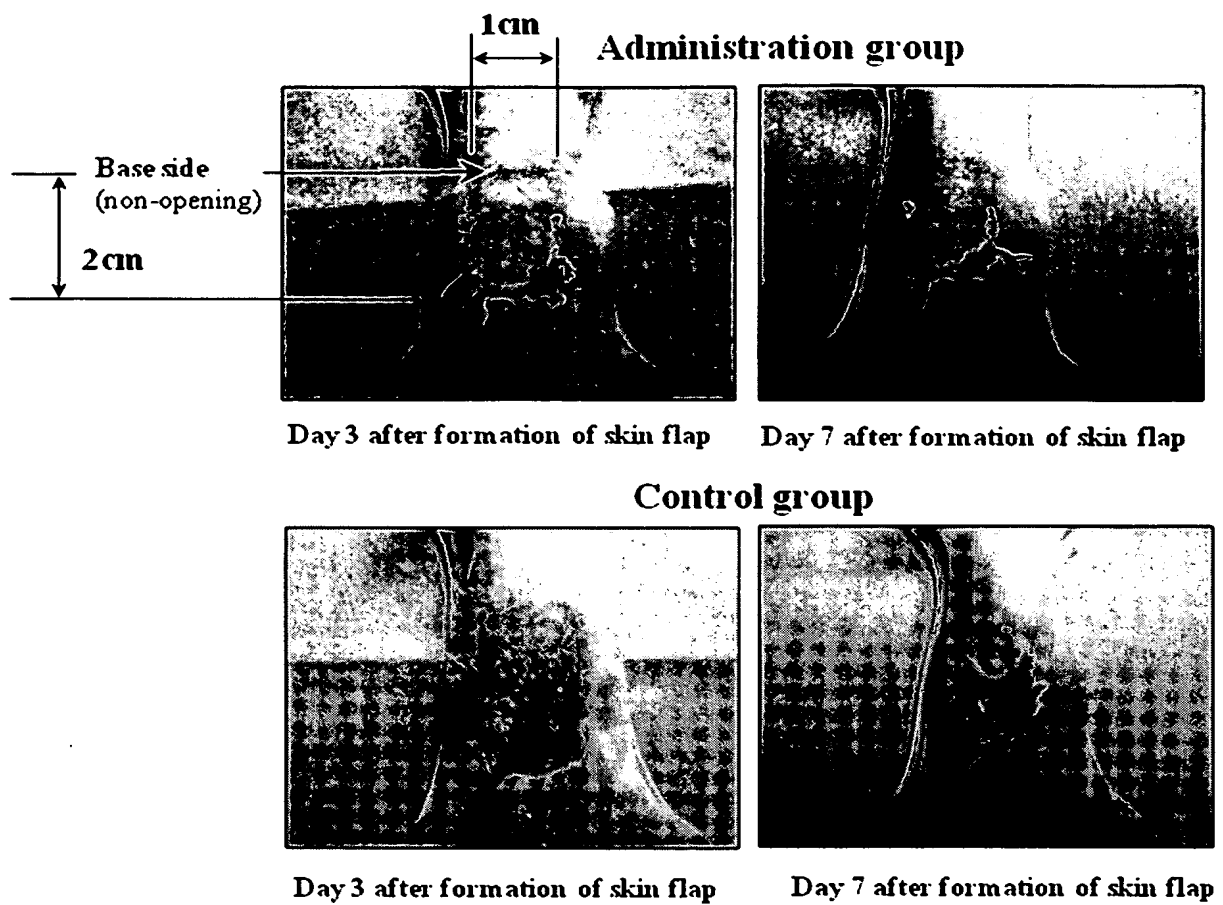 1cm
Administration group
Base side
(non-opening)
2cm
Day 3 after formation of skin flap
Day 7 after formation of skin flap
Control group
Day 3 after formation of skin flap
Day 7 after formation of skin flap